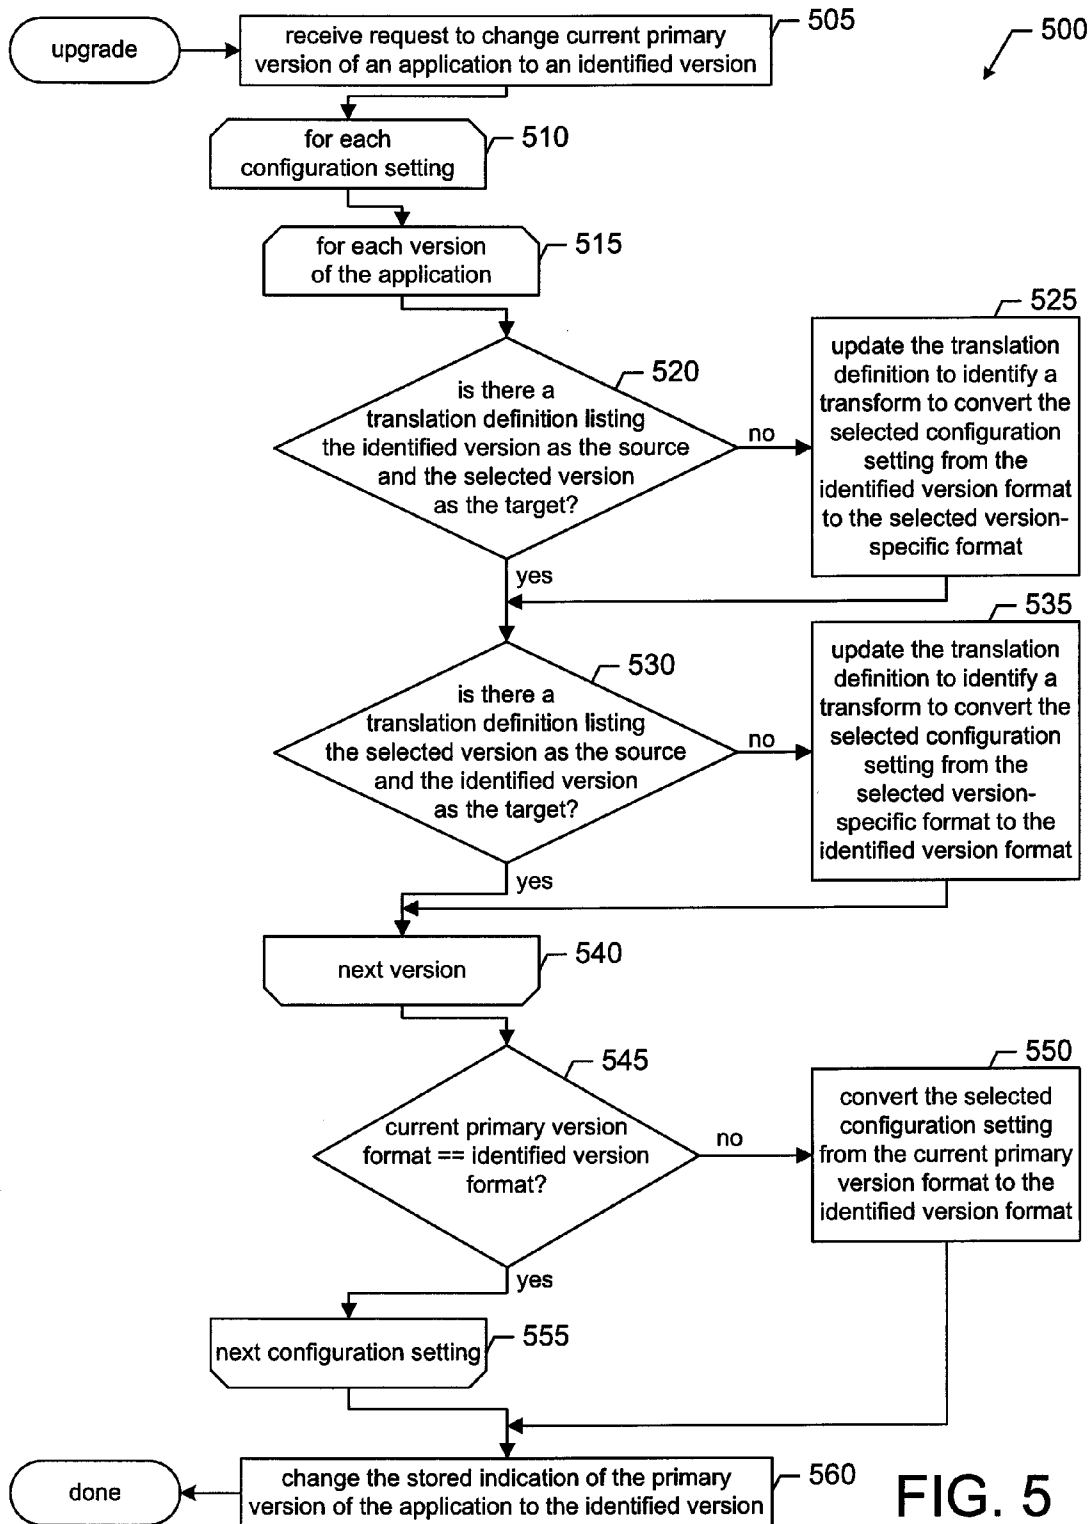 upgrade
receive request to change current primary
version of an application to an identified version
505
500
for each
configuration setting
510
for each version
of the application
515
is there a
translation definition listing
the identified version as the source
and the selected version
as the target?
520
no
yes
525
update the translation
definition to identify a
transform to convert the
selected configuration
setting from the
identified version format
to the selected version-
specific format
is there a
translation definition listing
the selected version as the source
and the identified version
as the target?
530
no
yes
535
update the translation
definition to identify a
transform to convert the
selected configuration
setting from the
selected version-
specific format to the
identified version format
next version
540
current primary version
format == identified version
format?
545
no
yes
550
convert the selected
configuration setting
from the current primary
version format to the
identified version format
next configuration setting
555
done
change the stored indication of the primary
version of the application to the identified version
560
FIG. 5